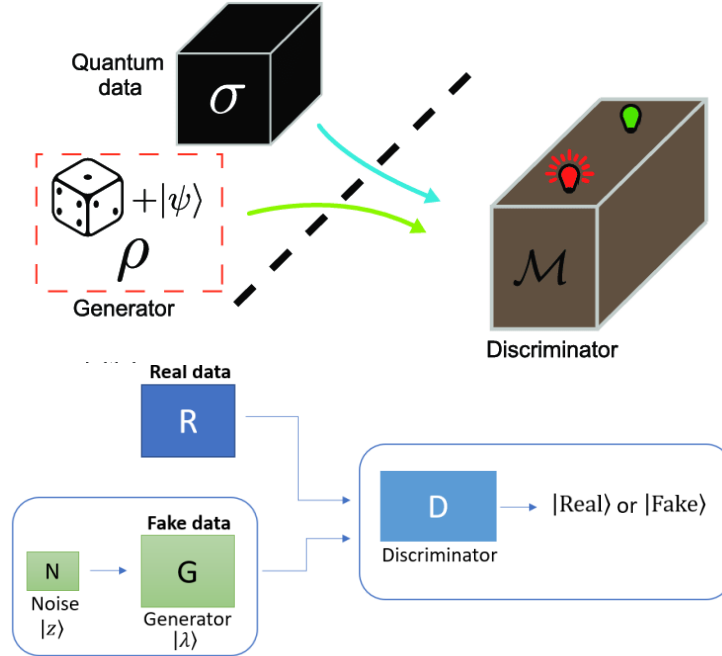 Quantum
data
σ
+|ψ⟩
ρ
Generator
M
Discriminator
Real data
R
Fake data
N
G
Noise
|z⟩
Generator
|λ⟩
D
Discriminator
|Real⟩ or |Fake⟩